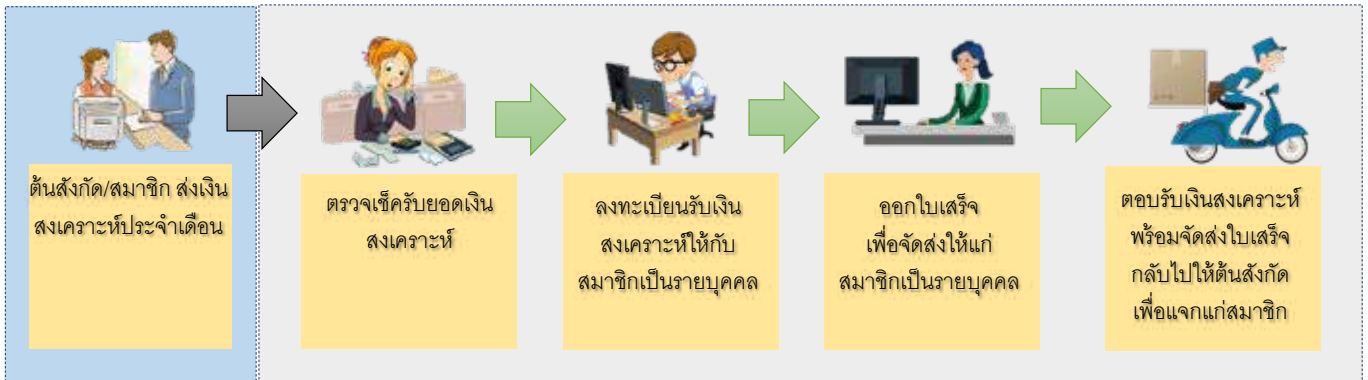 ต้นสังกัด/สมาชิก ส่งเงิน
สงเคราะห์ประจำเดือน
ตรวจเช็ครับยอดเงิน
สงเคราะห์
ลงทะเบียนรับเงิน
สงเคราะห์ให้กับ
สมาชิกเป็นรายบุคคล
ออกใบเสร็จ
เพื่อจัดส่งให้แก่
สมาชิกเป็นรายบุคคล
ตอบรับเงินสงเคราะห์
พร้อมจัดส่งใบเสร็จ
กลับไปให้ต้นสังกัด
เพื่อแจกแก่สมาชิก